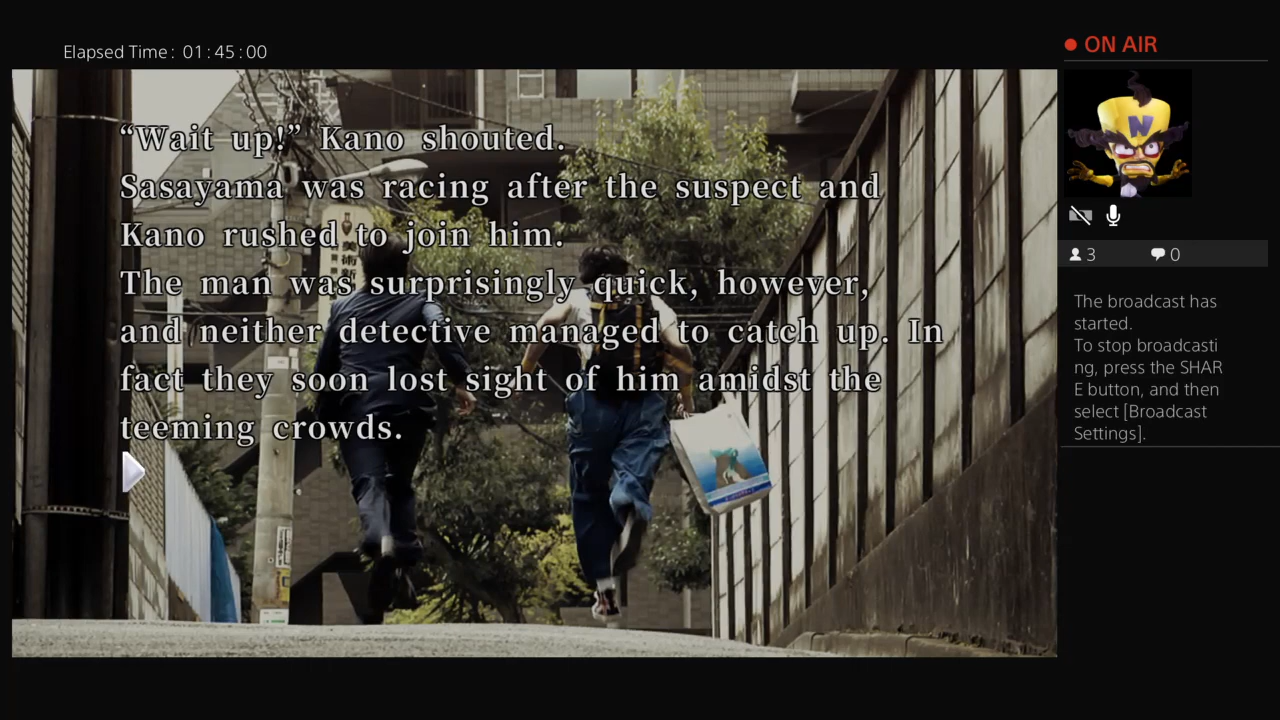 Elapsed Time: 01:45:00
ON AIR
“Wait up!” Kano shouted.
Sasayama was racing after the suspect and
Kano rushed to join him.
The man was surprisingly quick, however,
and neither detective managed to catch up. In
fact they soon lost sight of him amidst the
teeming crowds.
N
3
0
The broadcast has
started.
To stop broadcasti
ng, press the SHAR
E button, and then
select [Broadcast
Settings].